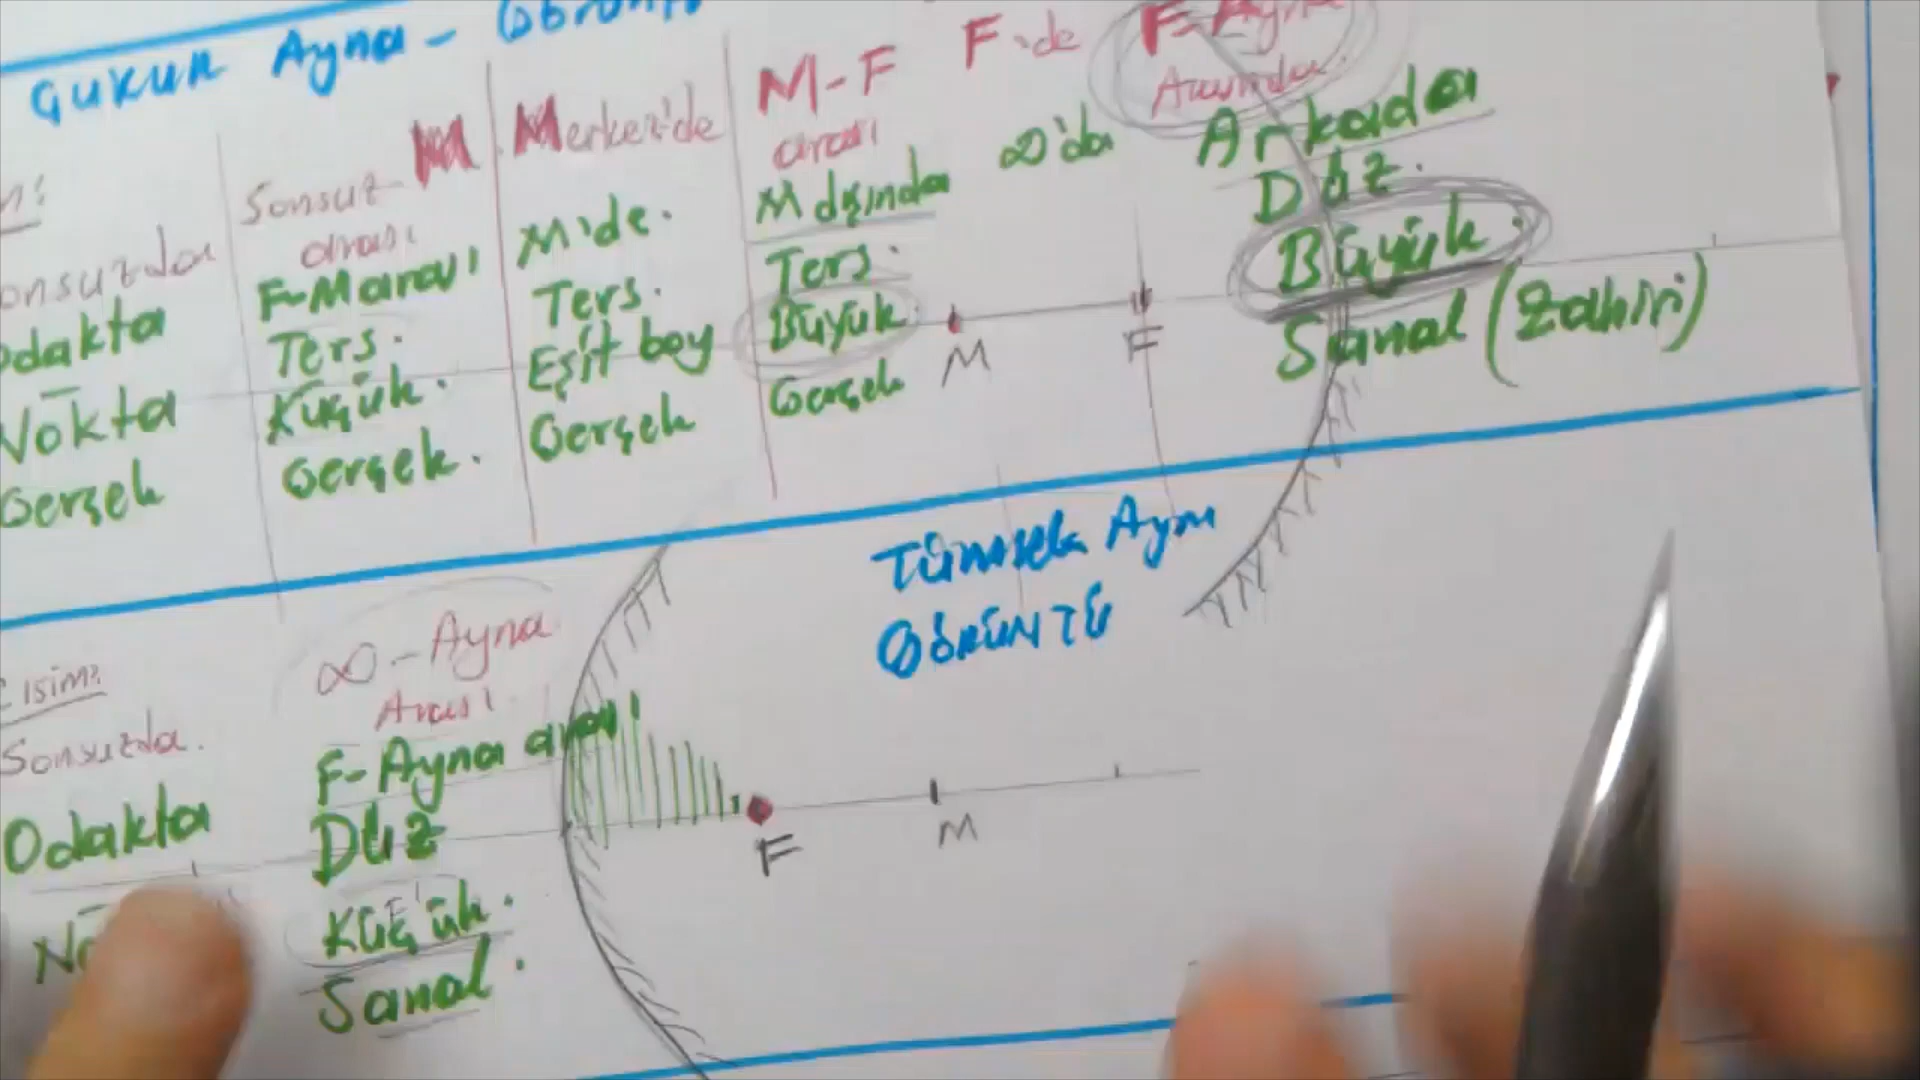 Çukur Ayna -
Sonsuz-M
arası
F-M arası
Ters.
Küçük.
Gerçek.
Odakta
Nokta
Gerçek
Merkez'de
M'de.
Ters.
Eşit boy
Gerçek
M-F
arası
M dışında
Ters.
Büyük.
Gerçek
F'de
∞'da
F-Ayna
Arasında.
Arkada
Düz.
Büyük.
Sanal (Zahiri)
M
F
Tümsek Ayna
GÖRÜNTÜ
Cisim:
Sonsuzda.
Odakta
∞-Ayna
Arası
F-Ayna arası
Düz
Küçük.
Sanal.
F
M